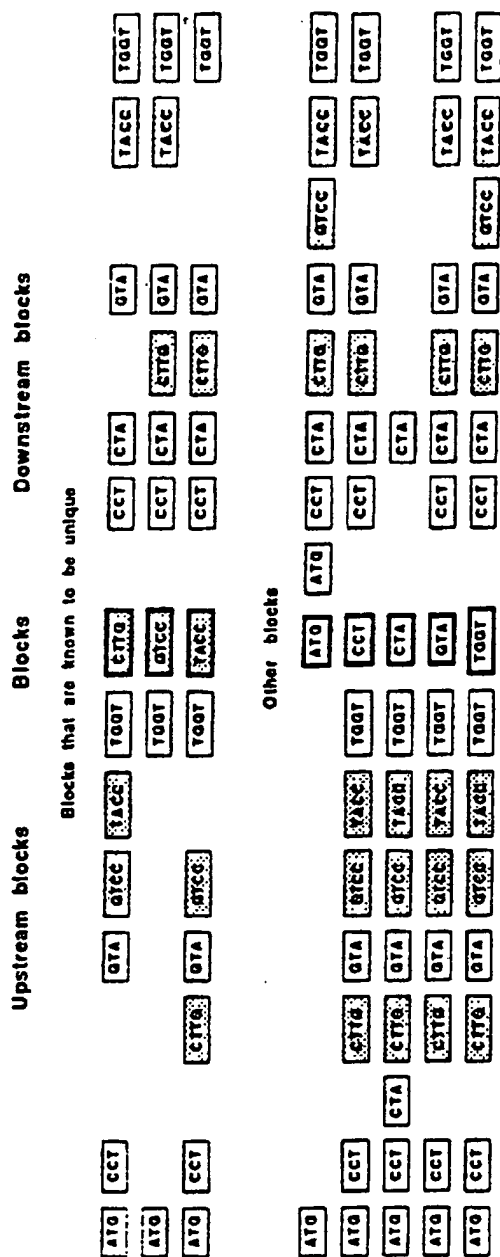 Upstream blocks Blocks Downstream blocks
Blocks that are known to be unique
ATG CCT GTA GTCC TACC TGGT CTTG CCT CTA GTA TACC TGGT
ATG TGGT GTCC CCT CTA CTTG GTA TACC TGGT
ATG CCT CTTG GTA GTCC TGGT TACC CCT CTA CTTG GTA TGGT
Other blocks
ATG ATG ATG CCT CTA CTTG GTA GTCC TACC TGGT
ATG CCT CTTG GTA GTCC TACC TGGT CCT CCT CTA CTTG GTA TACC TGGT
ATG CCT CTA CTTG GTA GTCC TACC TGGT CTA CTA
ATG CCT CTTG GTA GTCC TACC TGGT GTA CCT CTA CTTG GTA TACC TGGT
ATG CCT CTTG GTA GTCC TACC TGGT TGGT CCT CTA CTTG GTA GTCC TACC TGGT